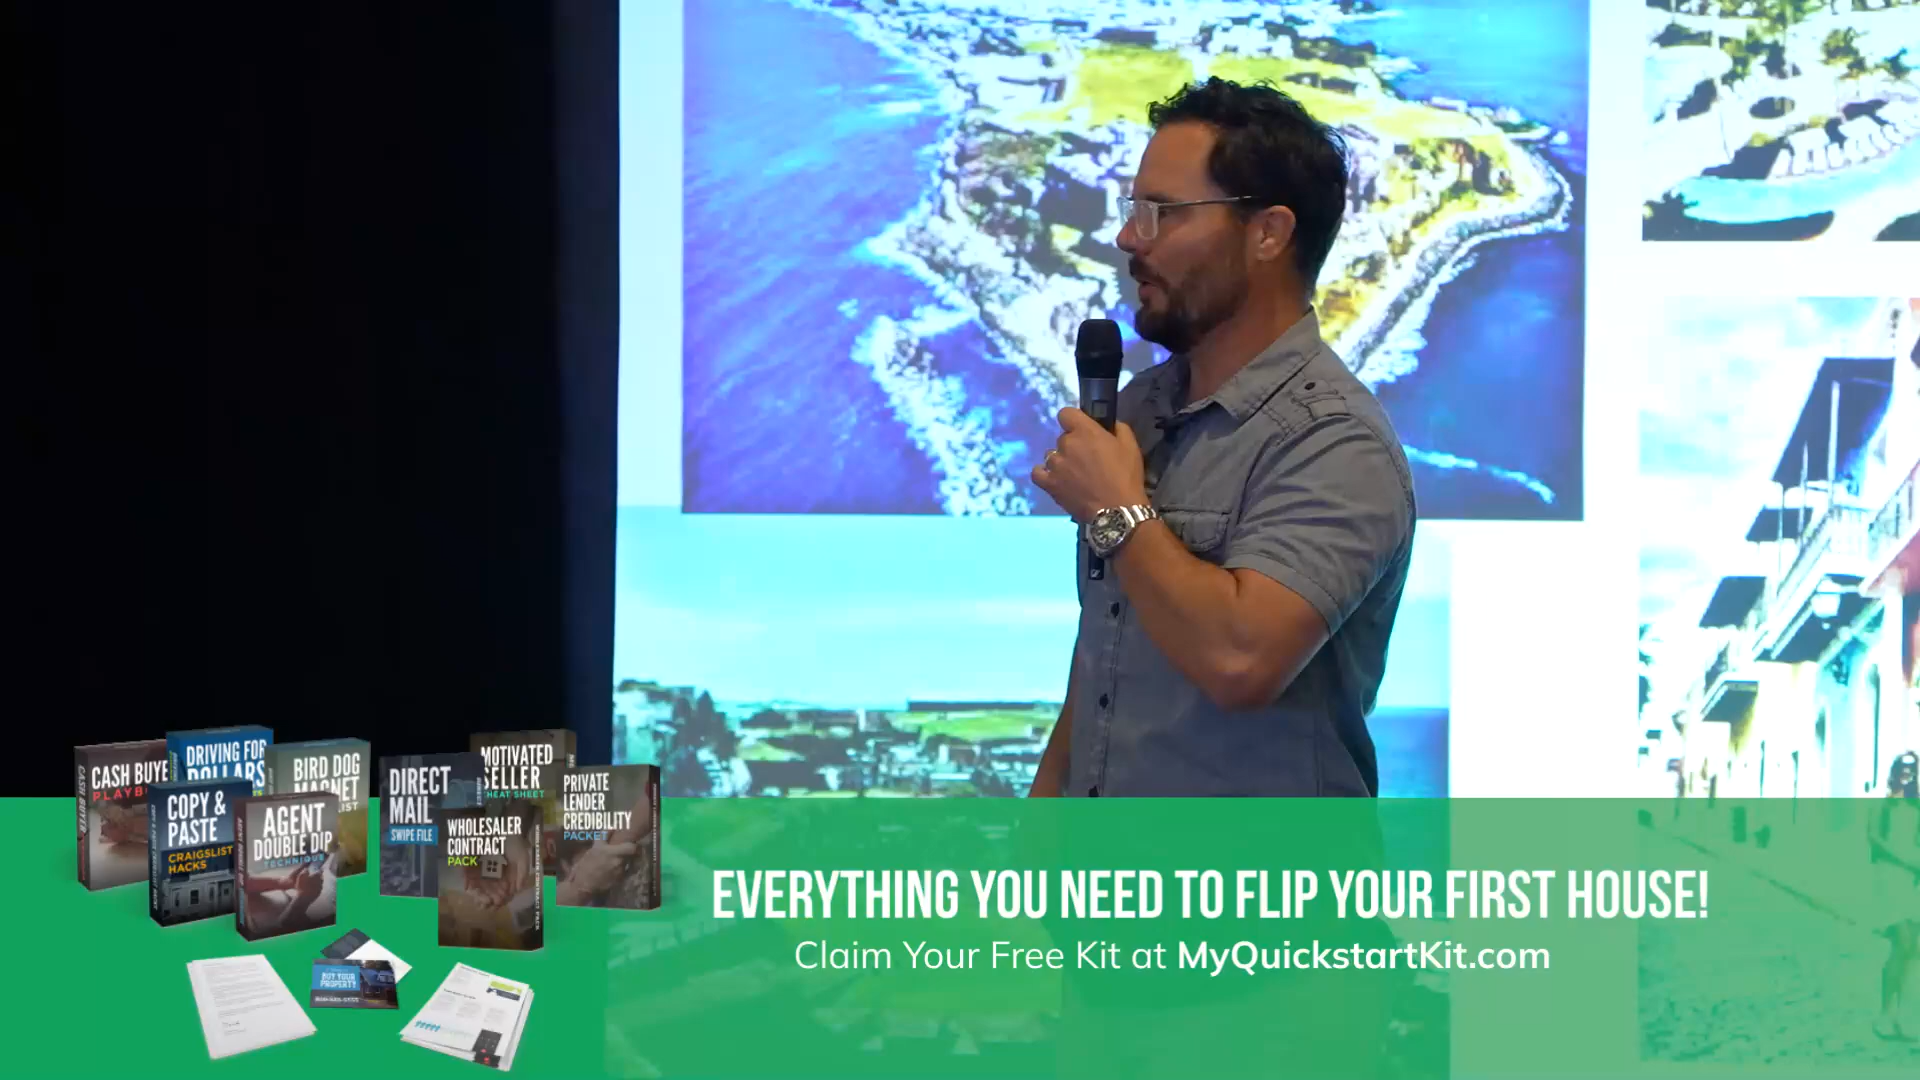 CASH BUYE
PLAYB
DRIVING FOR
DOLLARS
BIRD DOG
MAGNET
LIST
COPY &
PASTE
CRAIGSLIST
HACKS
AGENT
DOUBLE DIP
TECHNIQUE
DIRECT
MAIL
SWIPE FILE
MOTIVATED
SELLER
CHEAT SHEET
WHOLESALER
CONTRACT
PACK
PRIVATE
LENDER
CREDIBILITY
PACKET
BUY YOUR
PROPERTY!
EVERYTHING YOU NEED TO FLIP YOUR FIRST HOUSE!
Claim Your Free Kit at MyQuickstartKit.com